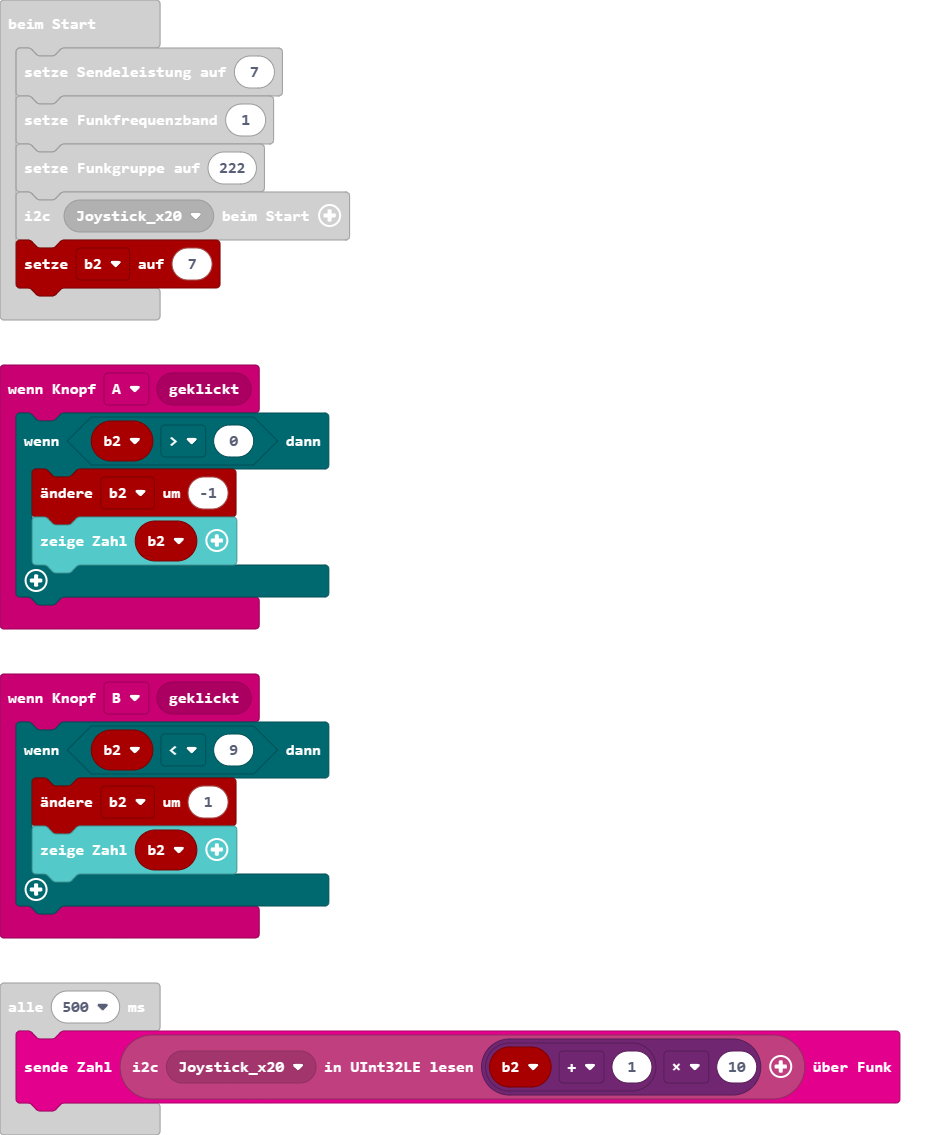 beim Start
setze Sendeleistung auf 7
setze Funkfrequenzband 1
setze Funkgruppe auf 222
i2c Joystick_x20 beim Start
setze b2 auf 7
wenn Knopf A geklickt
wenn b2 > 0 dann
ändere b2 um -1
zeige Zahl b2
wenn Knopf B geklickt
wenn b2 < 9 dann
ändere b2 um 1
zeige Zahl b2
alle 500 ms
sende Zahl i2c Joystick_x20 in UInt32LE lesen b2 + 1 × 10 über Funk